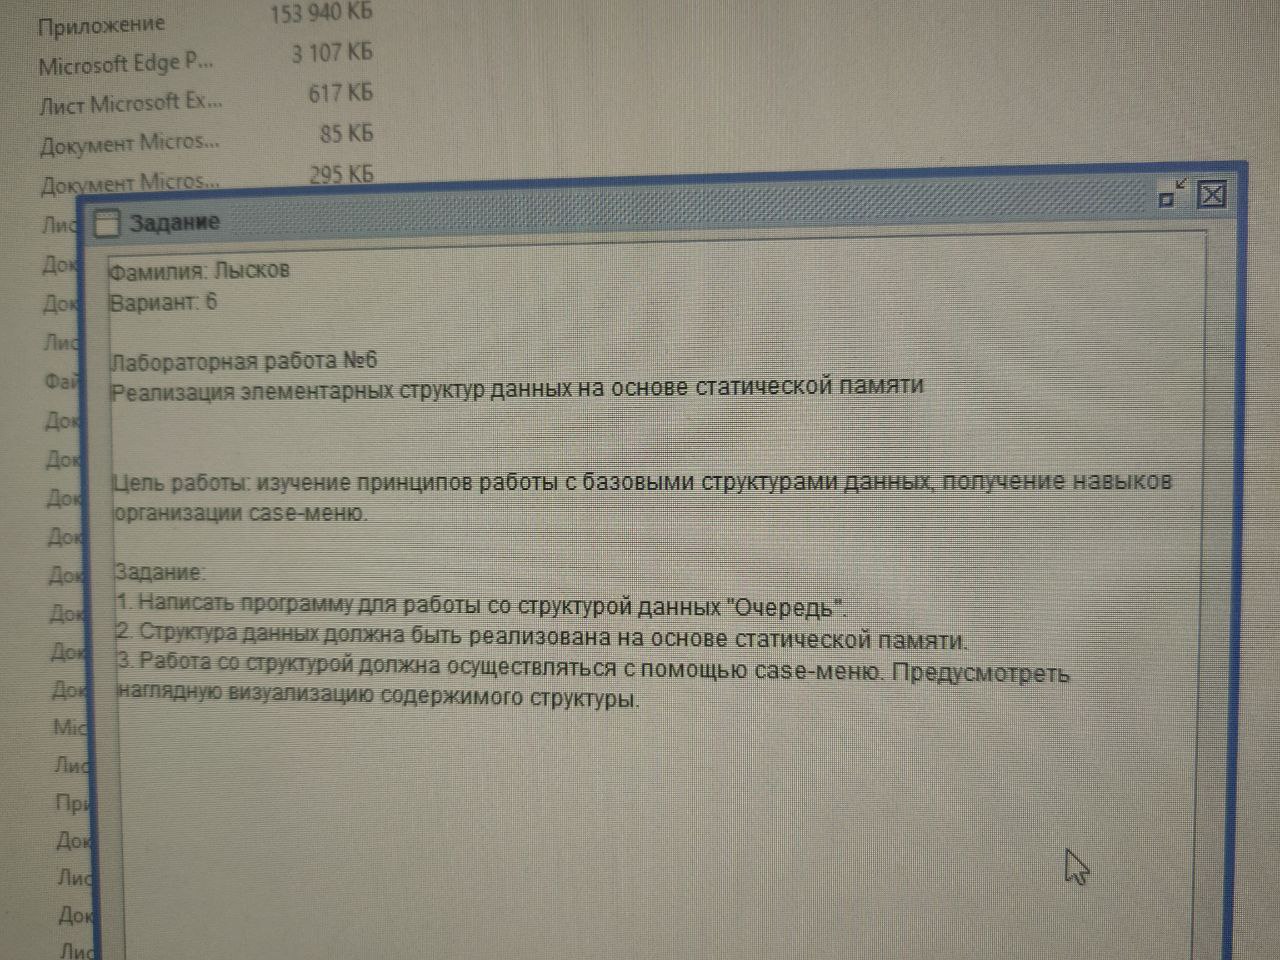 Приложение 153 940 КБ
Microsoft Edge P... 3 107 КБ
Лист Microsoft Ex... 617 КБ
Документ Micros... 85 КБ
Документ Micros... 295 КБ
Лис
Док
Док
Лис
Фай
Док
Док
Док
Док
Док
Док
Док
Док
Mic
Лис
При
Док
Лис
Док
Лис
Задание
Фамилия: Лысков
Вариант: 6
Лабораторная работа №6
Реализация элементарных структур данных на основе статической памяти
Цель работы: изучение принципов работы с базовыми структурами данных, получение навыков
организации case-меню.
Задание:
1. Написать программу для работы со структурой данных "Очередь".
2. Структура данных должна быть реализована на основе статической памяти.
3. Работа со структурой должна осуществляться с помощью case-меню. Предусмотреть
наглядную визуализацию содержимого структуры.